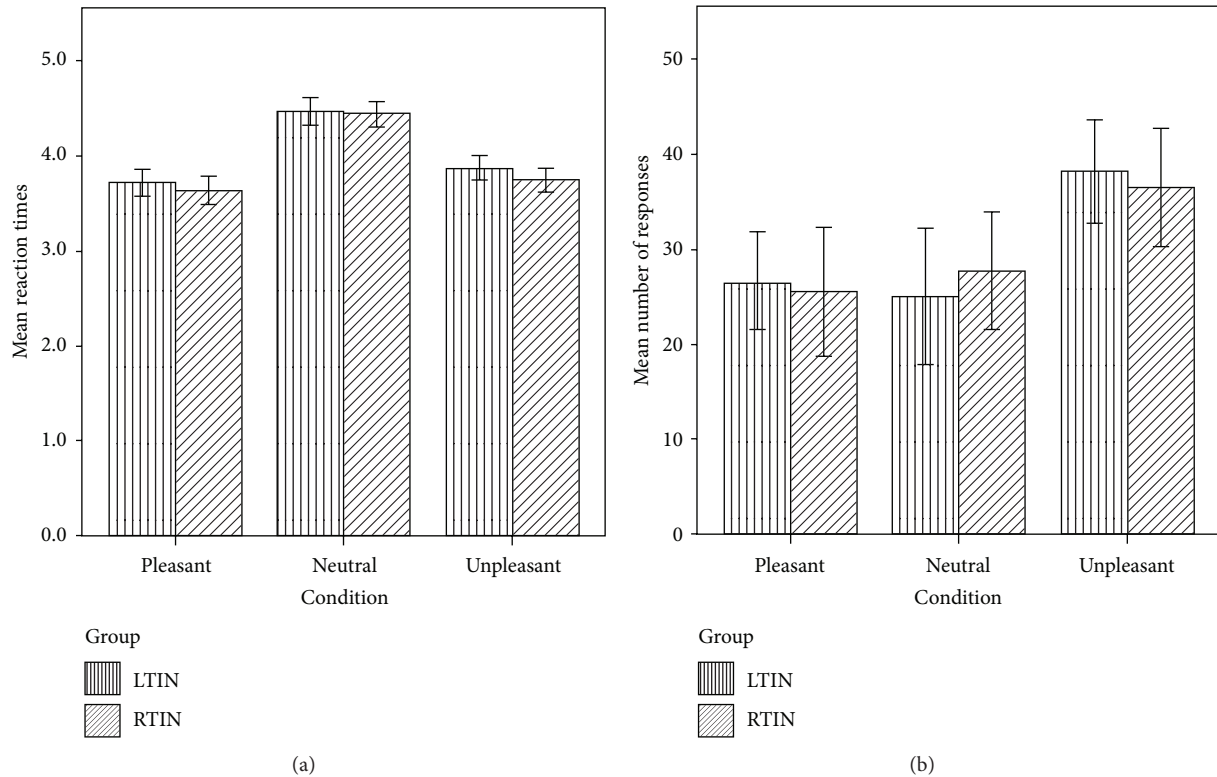 Mean reaction times
5.0
4.0
3.0
2.0
1.0
0.0
Pleasant
Neutral
Unpleasant
Condition
Group
LTIN
RTIN
(a)
Mean number of responses
50
40
30
20
10
0
Pleasant
Neutral
Unpleasant
Condition
Group
LTIN
RTIN
(b)